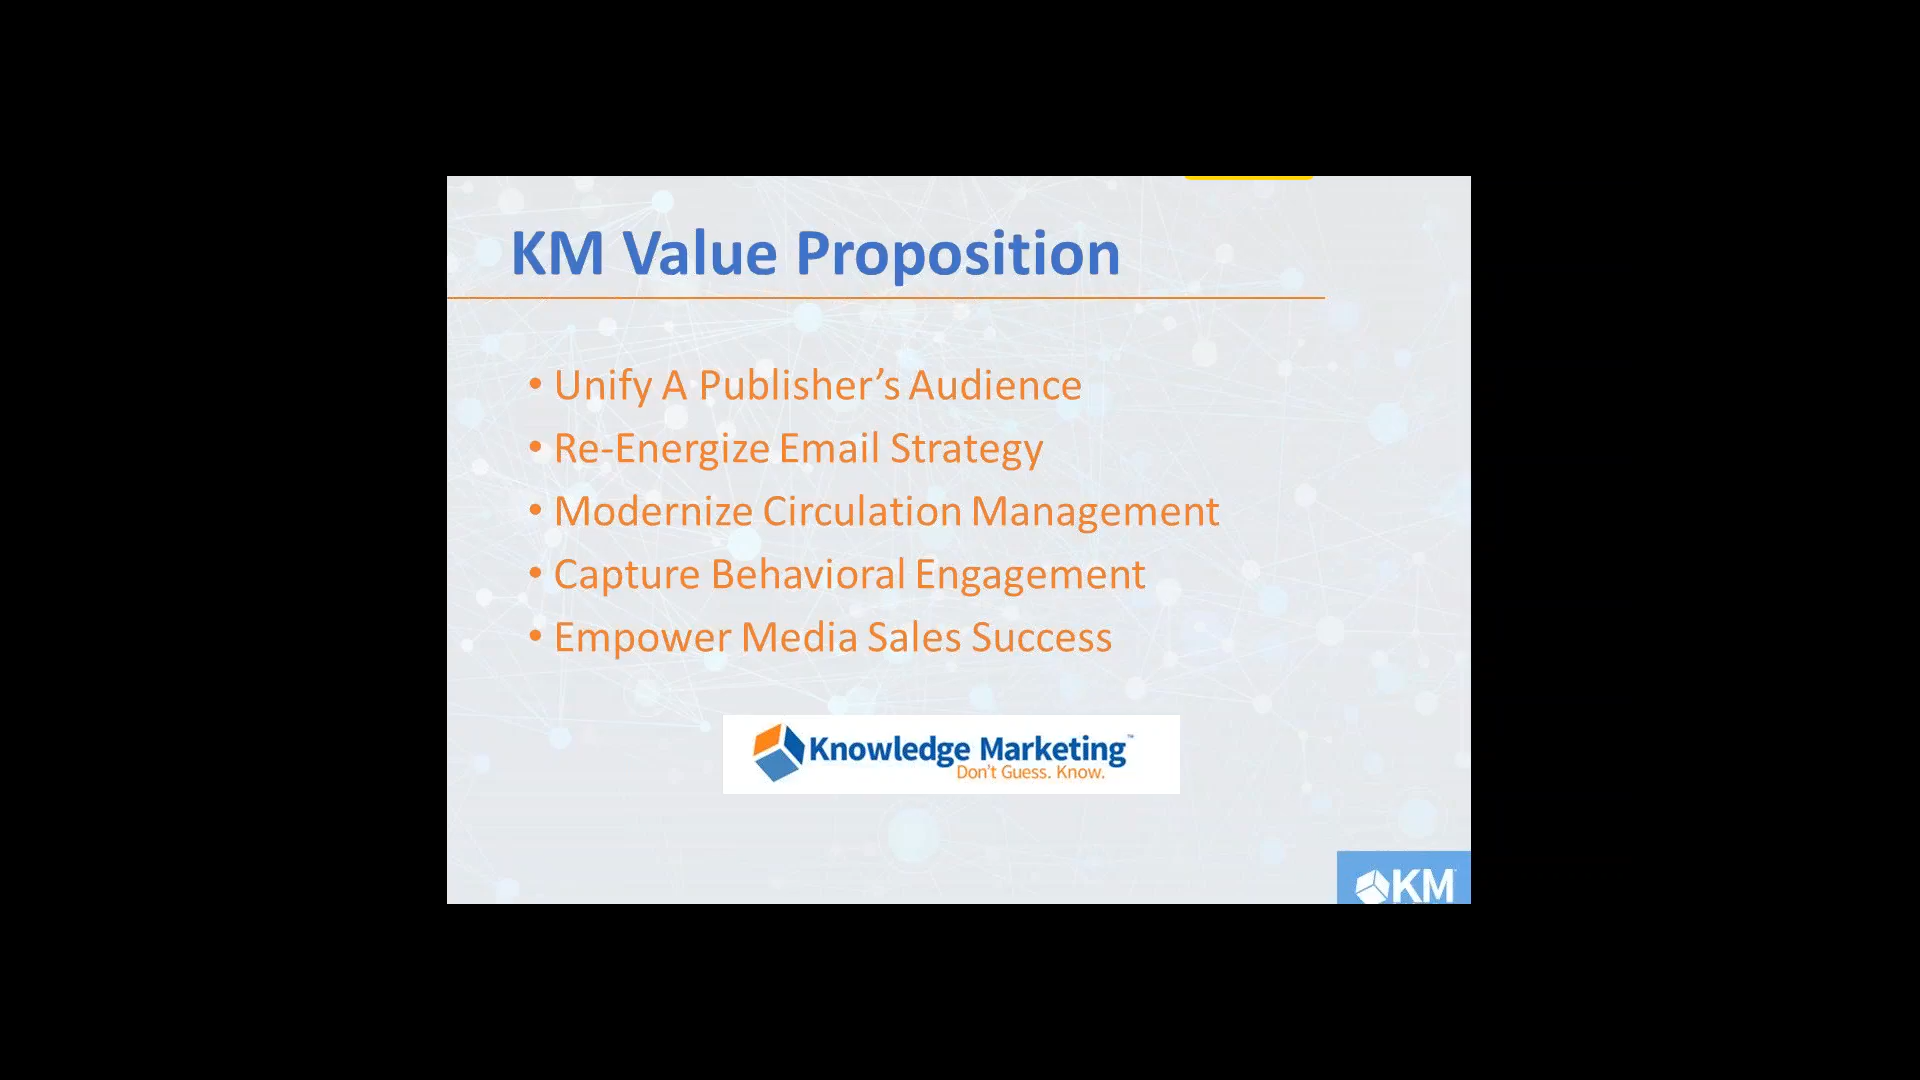 KM Value Proposition
• Unify A Publisher’s Audience
• Re-Energize Email Strategy
• Modernize Circulation Management
• Capture Behavioral Engagement
• Empower Media Sales Success
Knowledge Marketing™
Don't Guess. Know.
KM